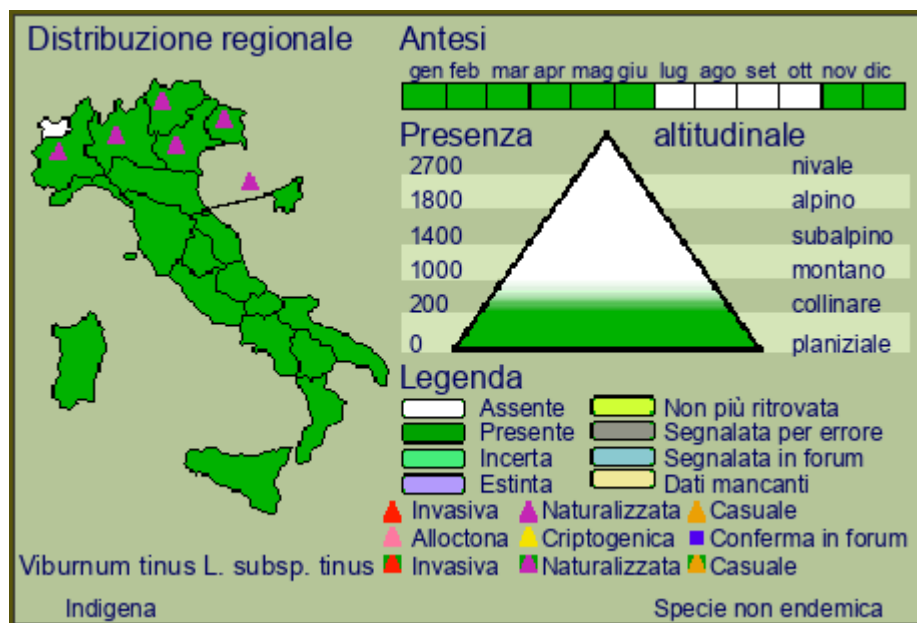 Distribuzione regionale
Antesi
gen feb mar apr mag giu lug ago set ott nov dic
Presenza altitudinale
2700 nivale
1800 alpino
1400 subalpino
1000 montano
200 collinare
0 planiziale
Legenda
Assente Non più ritrovata
Presente Segnalata per errore
Incerta Segnalata in forum
Estinta Dati mancanti
Invasiva Naturalizzata Casuale
Alloctona Criptogenica Conferma in forum
Viburnum tinus L. subsp. tinus Invasiva Naturalizzata Casuale
Indigena Specie non endemica